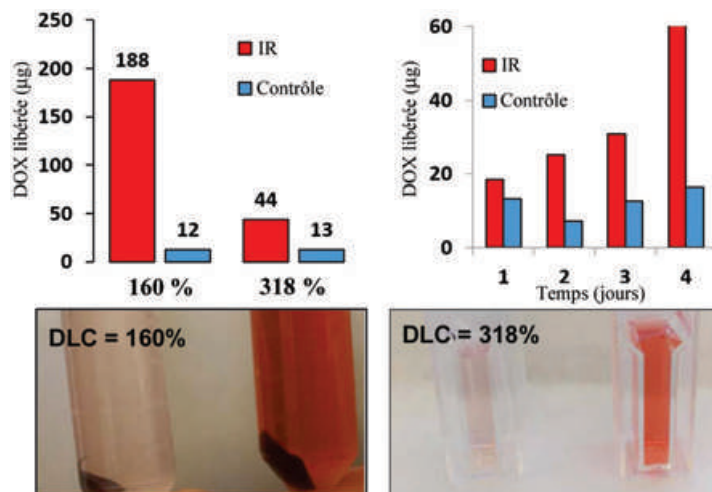 DOX libérée (µg)
250
200
150
100
50
0
IR
Contrôle
188
12
44
13
160 %
318 %
DOX libérée (µg)
60
40
20
0
IR
Contrôle
1 2 3 4
Temps (jours)
DLC = 160%
DLC = 318%